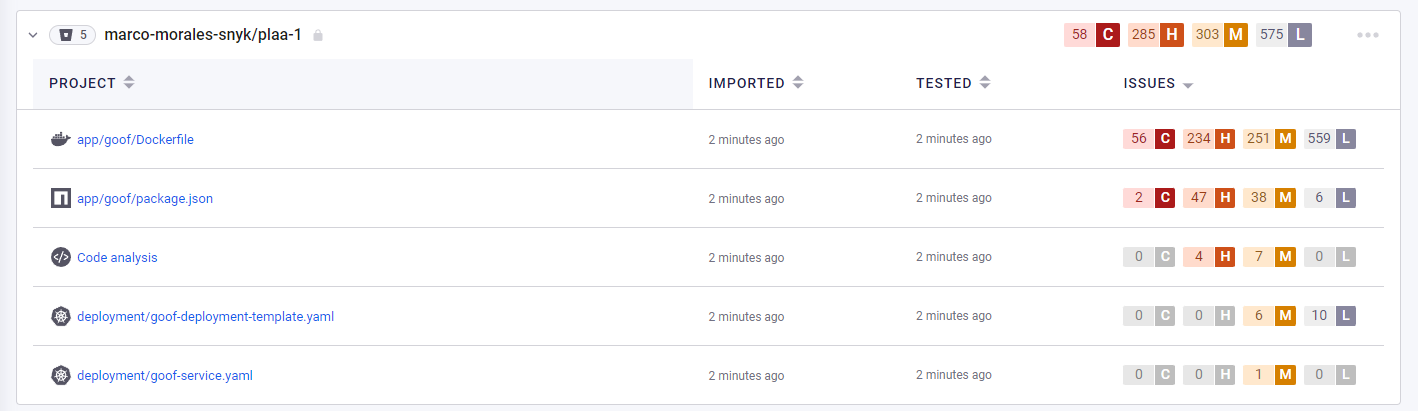 5 marco-morales-snyk/plaa-1 58 C 285 H 303 M 575 L
PROJECT IMPORTED TESTED ISSUES
app/goof/Dockerfile 2 minutes ago 2 minutes ago 56 C 234 H 251 M 559 L
app/goof/package.json 2 minutes ago 2 minutes ago 2 C 47 H 38 M 6 L
Code analysis 2 minutes ago 2 minutes ago 0 C 4 H 7 M 0 L
deployment/goof-deployment-template.yaml 2 minutes ago 2 minutes ago 0 C 0 H 6 M 10 L
deployment/goof-service.yaml 2 minutes ago 2 minutes ago 0 C 0 H 1 M 0 L